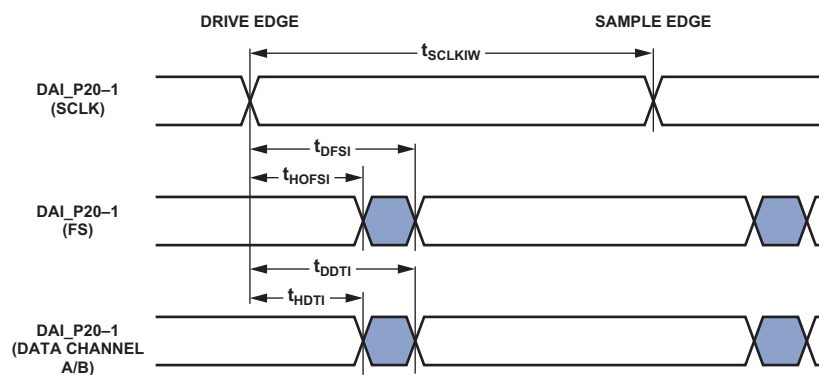 DRIVE EDGE
SAMPLE EDGE
tSCLKIW
DAI_P20–1
(SCLK)
tDFSI
tHOFSI
DAI_P20–1
(FS)
tDDTI
tHDTI
DAI_P20–1
(DATA CHANNEL
A/B)